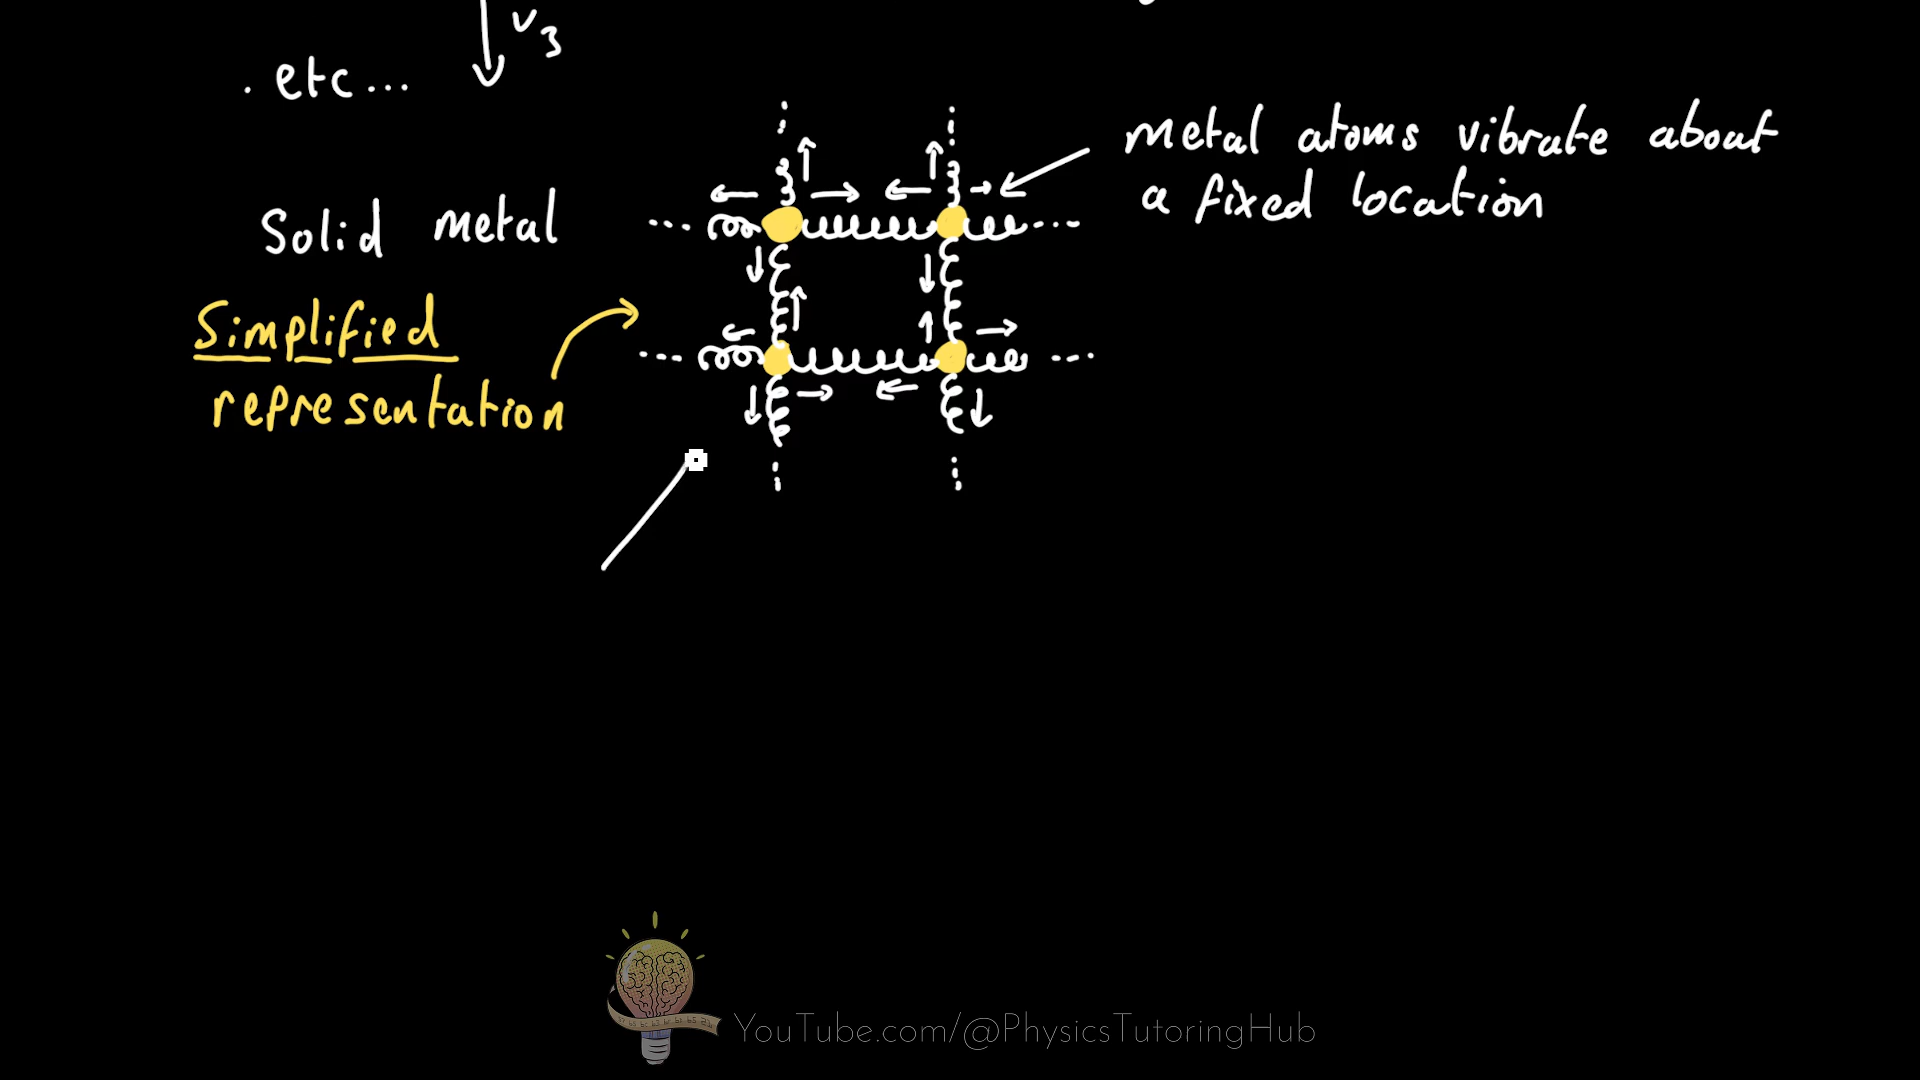 v3
. etc...
metal atoms vibrate about
a fixed location
Solid metal
Simplified
representation
YouTube.com/@PhysicsTutoringHub